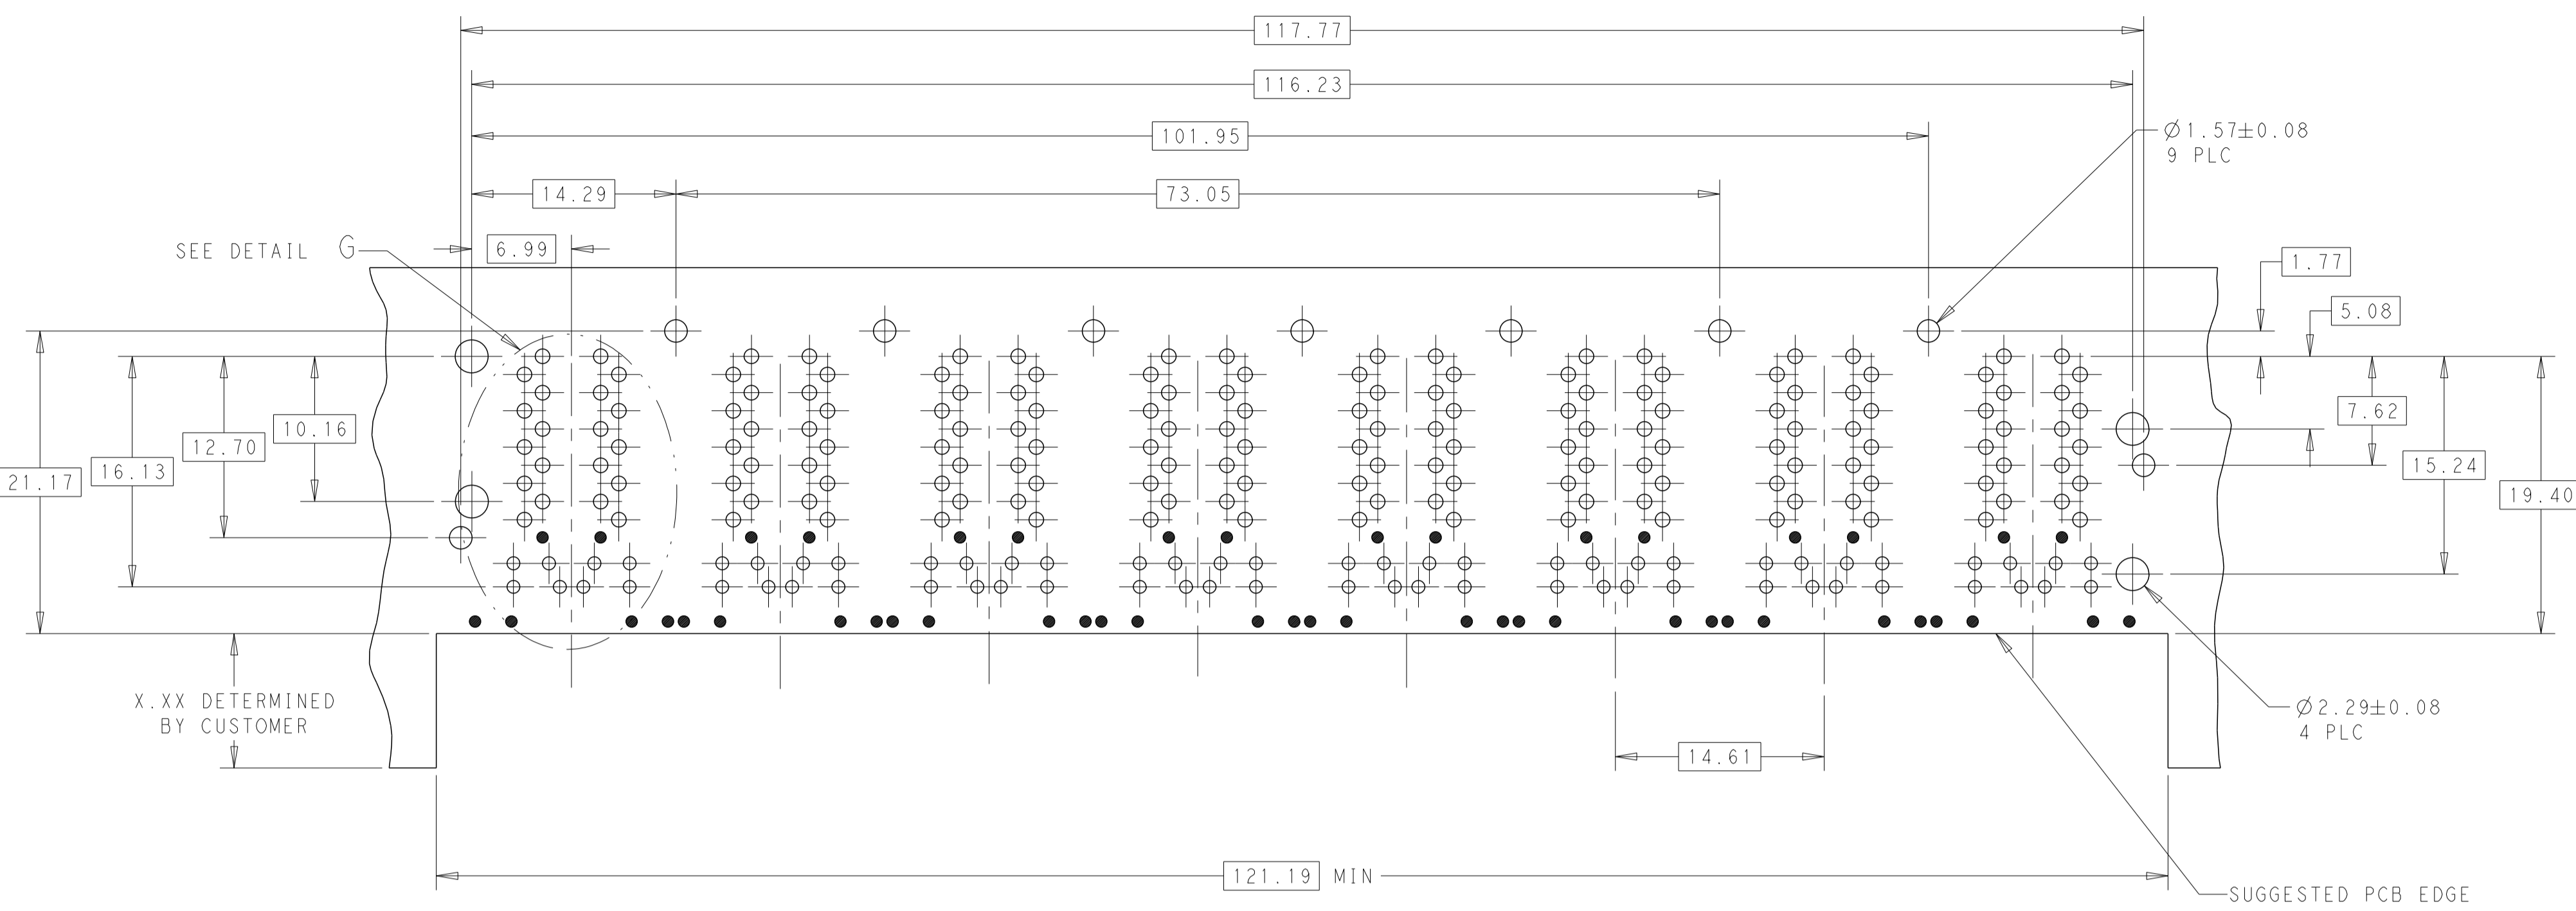 117.77
116.23
101.95
Ø1.57±0.08
9 PLC
14.29
73.05
SEE DETAIL G
6.99
1.77
5.08
10.16
7.62
12.70
16.13
15.24
21.17
19.40
X.XX DETERMINED
BY CUSTOMER
Ø2.29±0.08
4 PLC
14.61
121.19 MIN
SUGGESTED PCB EDGE